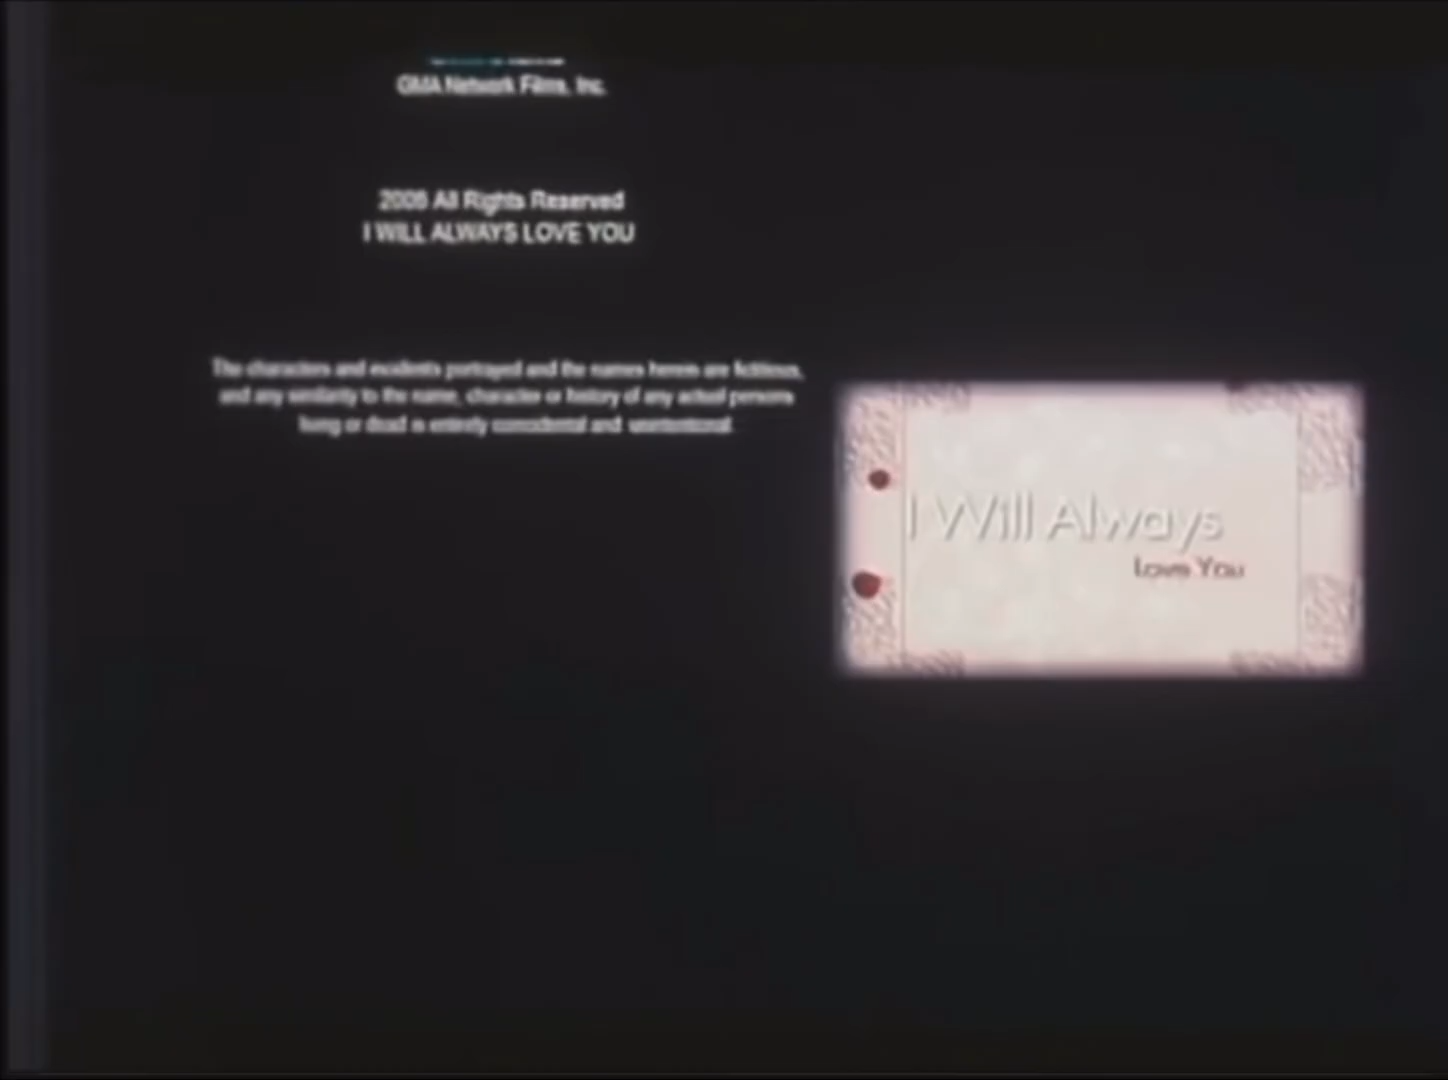 GMA Network Films, Inc.
2006 All Rights Reserved
I WILL ALWAYS LOVE YOU
The characters and incidents portrayed and the names herein are fictitious,
and any similarity to the name, character or history of any actual persons
living or dead is entirely coincidental and unintentional.
I Will Always
Love You